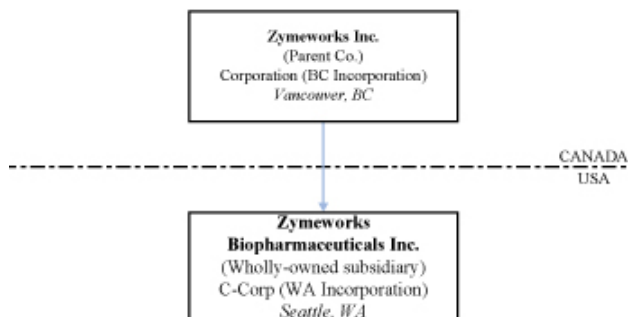 Zymeworks Inc.
(Parent Co.)
Corporation (BC Incorporation)
Vancouver, BC
CANADA
USA
Zymeworks
Biopharmaceuticals Inc.
(Wholly-owned subsidiary)
C-Corp (WA Incorporation)
Seattle, WA